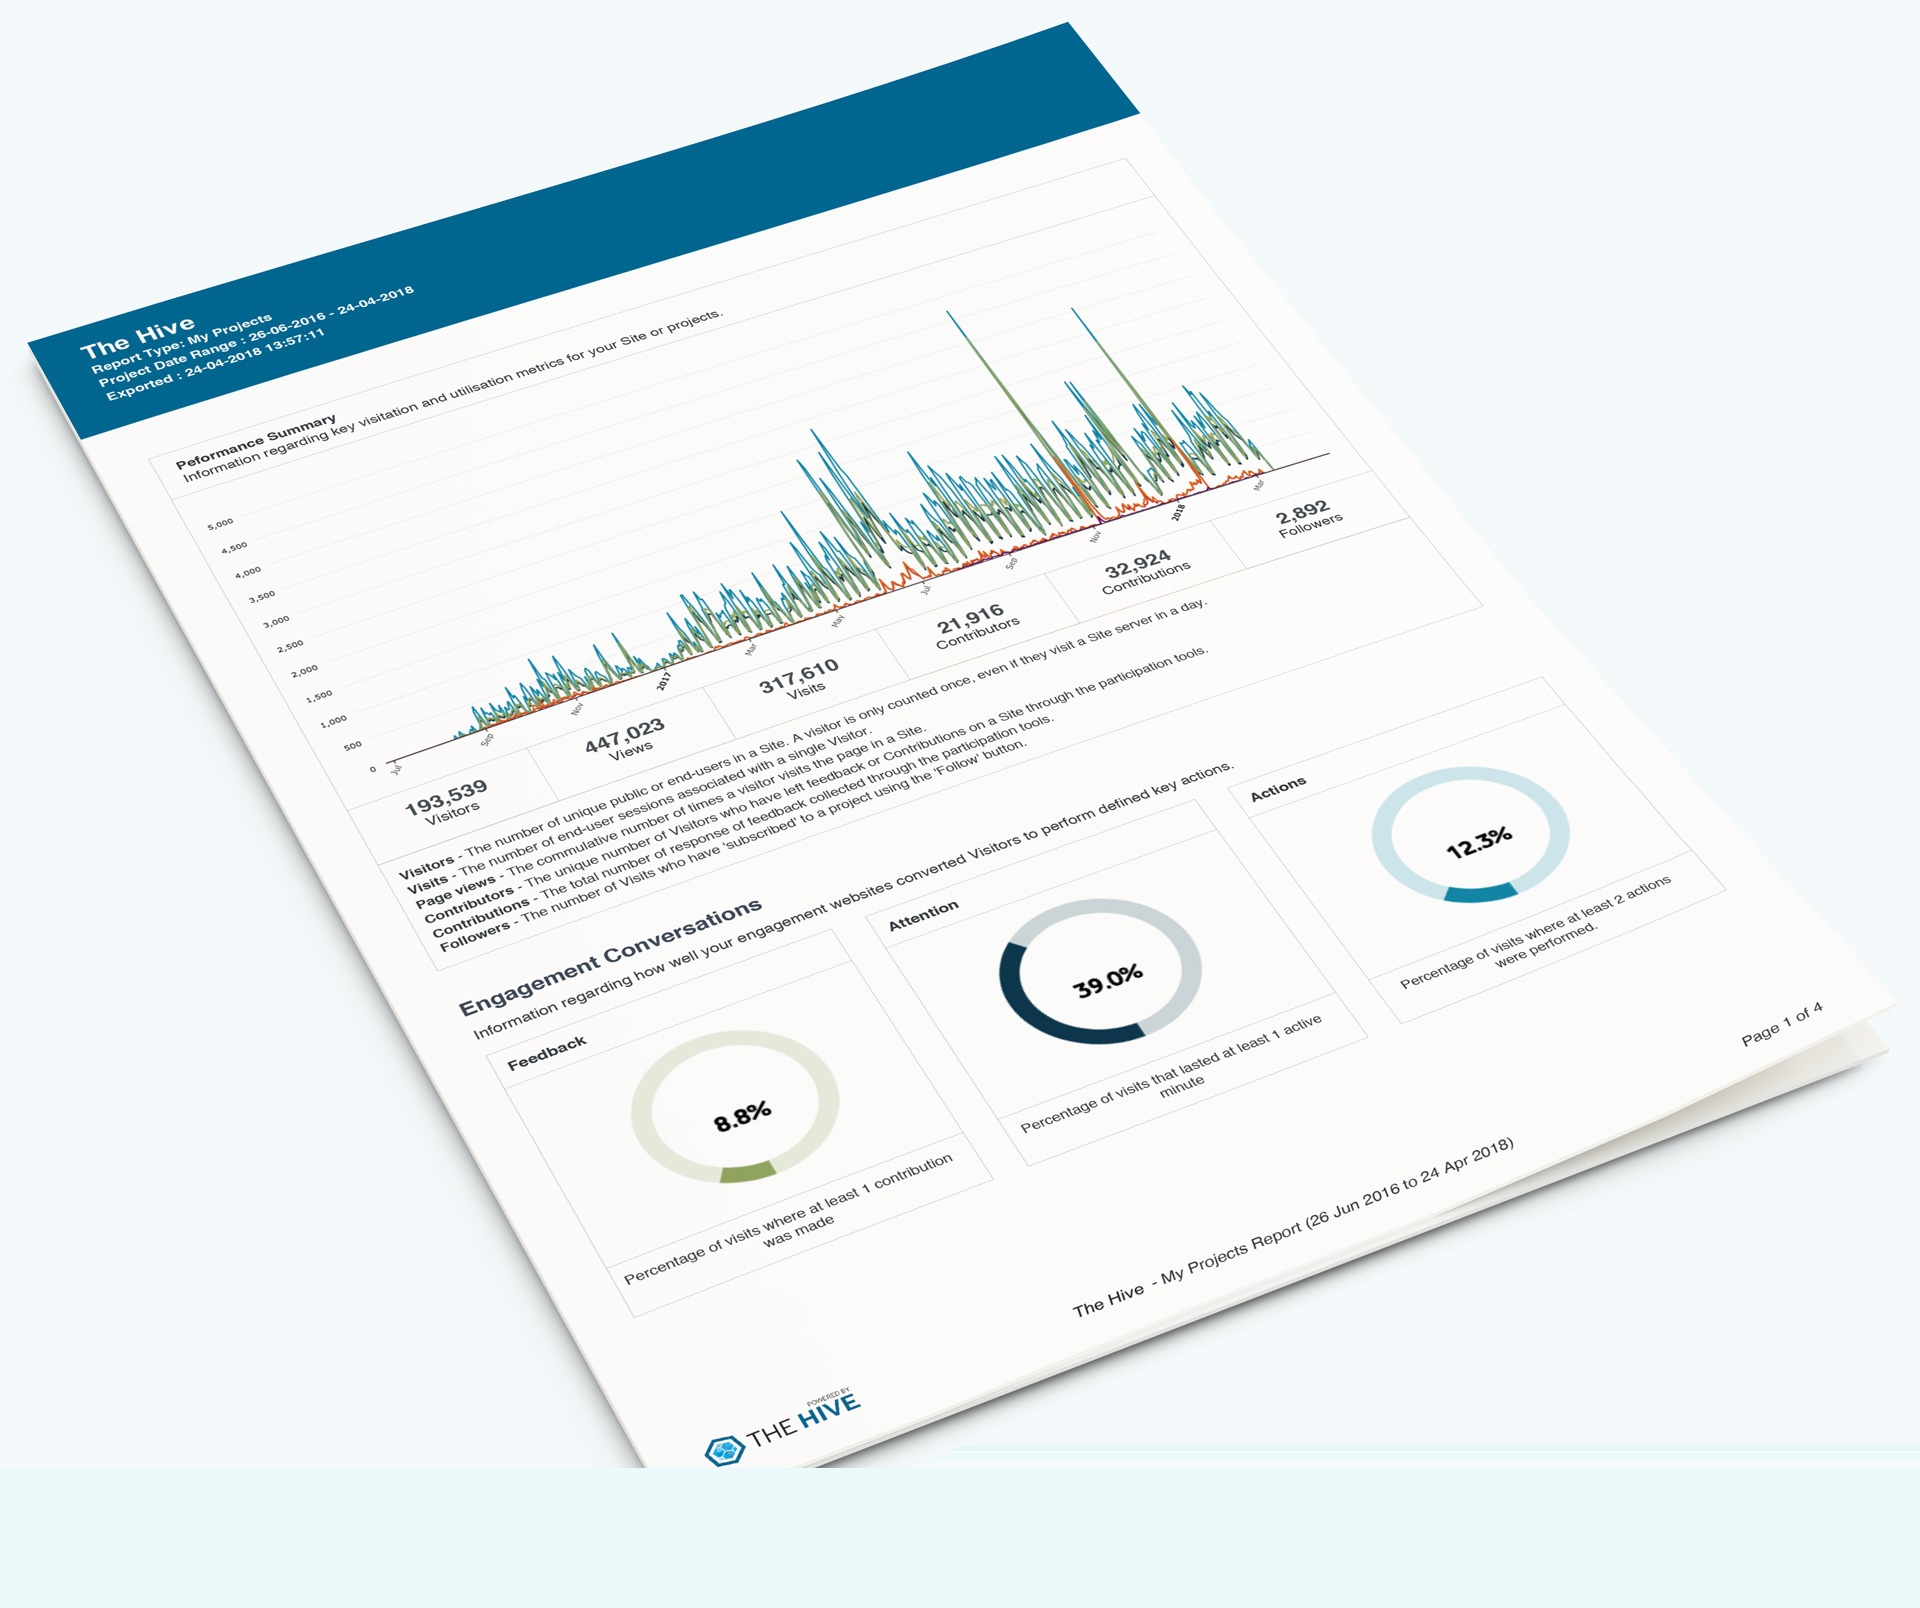 The Hive
Report Type: My Projects
Project Date Range : 26-06-2016 - 24-04-2018
Exported : 24-04-2018 13:57:11
Peformance Summary
Information regarding key visitation and utilisation metrics for your Site or projects.
5,000
4,500
4,000
3,500
3,000
2,500
2,000
1,500
1,000
500
0
Jul
Sep
Nov
2017
Mar
May
Jul
Sep
Nov
2018
Mar
193,539
Visitors
447,023
Views
317,610
Visits
21,916
Contributors
32,924
Contributions
2,892
Followers
Visitors - The number of unique public or end-users in a Site. A visitor is only counted once, even if they visit a Site server in a day.
Visits - The number of end-user sessions associated with a single Visitor.
Page views - The commulative number of times a visitor visits the page in a Site.
Contributors - The unique number of Visitors who have left feedback or Contributions on a Site through the participation tools.
Contributions - The total number of response of feedback collected through the participation tools.
Followers - The number of Visits who have 'subscribed' to a project using the 'Follow' button.
Engagement Conversations
Information regarding how well your engagement websites converted Visitors to perform defined key actions.
Feedback
8.8%
Percentage of visits where at least 1 contribution
was made
Attention
39.0%
Percentage of visits that lasted at least 1 active
minute
Actions
12.3%
Percentage of visits where at least 2 actions
were performed.
Page 1 of 4
The Hive - My Projects Report (26 Jun 2016 to 24 Apr 2018)
POWERED BY
THE HIVE